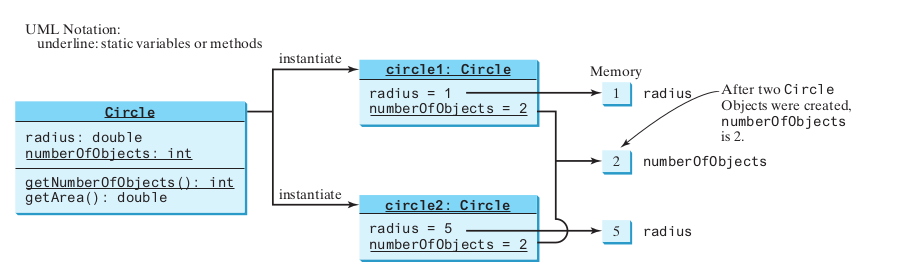 UML Notation:
underline: static variables or methods
Circle
radius: double
numberOfObjects: int
getNumberOfObjects(): int
getArea(): double
instantiate
circle1: Circle
radius = 1
numberOfObjects = 2
instantiate
circle2: Circle
radius = 5
numberOfObjects = 2
Memory
1 radius
2 numberOfObjects
5 radius
After two Circle
Objects were created,
numberOfObjects
is 2.